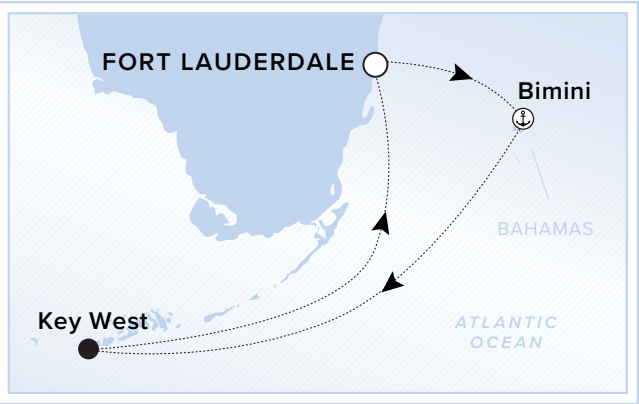 FORT LAUDERDALE
Bimini
BAHAMAS
Key West
ATLANTIC
OCEAN